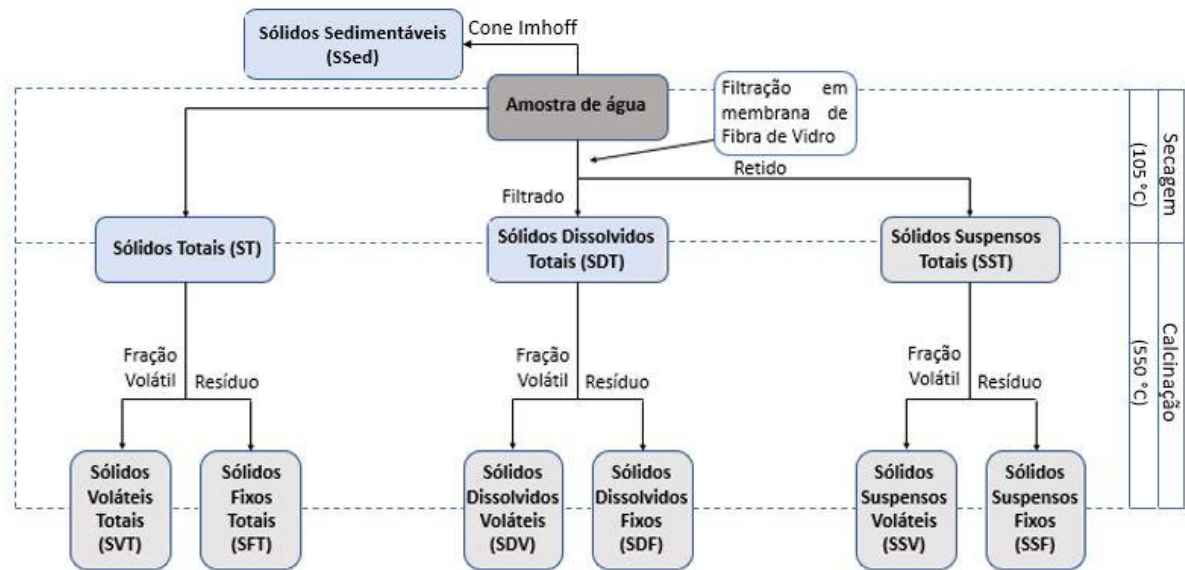 Sólidos Sedimentáveis
(SSed)
Cone Imhoff
Amostra de água
Filtração em
membrana de
Fibra de Vidro
Retido
Filtrado
Secagem
(105 °C)
Sólidos Totais (ST)
Sólidos Dissolvidos
Totais (SDT)
Sólidos Suspensos
Totais (SST)
Fração
Volátil
Resíduo
Fração
Volátil
Resíduo
Fração
Volátil
Resíduo
Calcinação
(550 °C)
Sólidos
Voláteis
Totais
(SVT)
Sólidos
Fixos
Totais
(SFT)
Sólidos
Dissolvidos
Voláteis
(SDV)
Sólidos
Dissolvidos
Fixos
(SDF)
Sólidos
Suspensos
Voláteis
(SSV)
Sólidos
Suspensos
Fixos
(SSF)